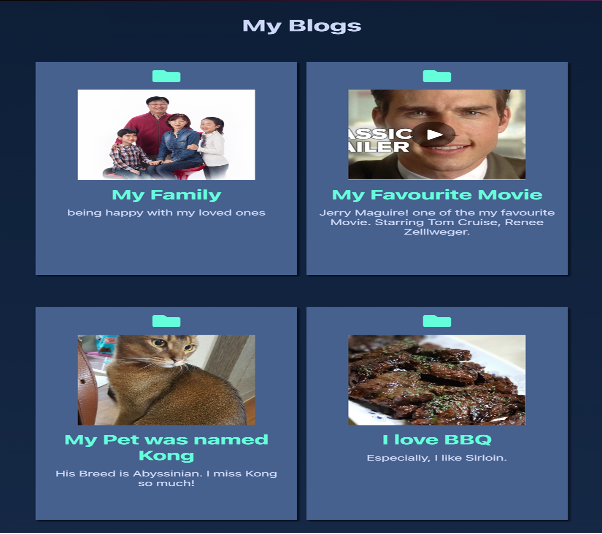 My Blogs
My Family
being happy with my loved ones
ASSIC
AILER
My Favourite Movie
Jerry Maguire! one of the my favourite
Movie. Starring Tom Cruise, Renee
Zelllweger.
My Pet was named
Kong
His Breed is Abyssinian. I miss Kong
so much!
I love BBQ
Especially, I like Sirloin.